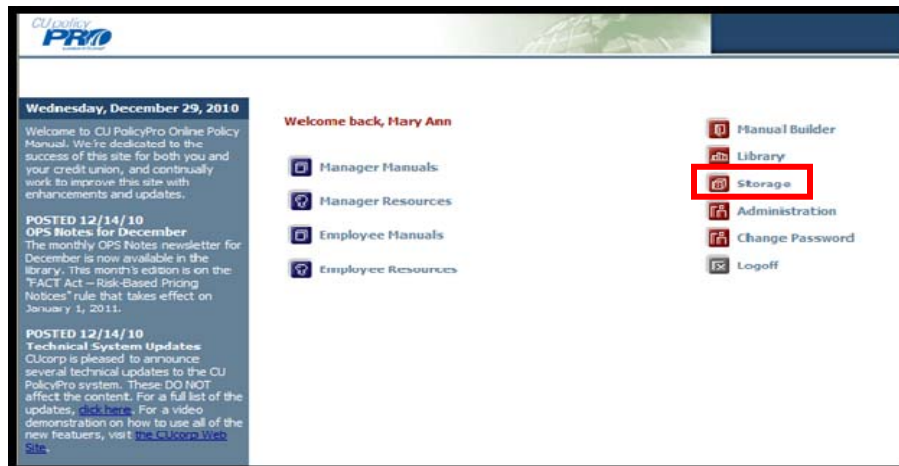 CU policy
PRO
Wednesday, December 29, 2010
Welcome to CU PolicyPro Online Policy
Manual. We're dedicated to the
success of this site for both you and
your credit union, and continually
work to improve this site with
enhancements and updates.
POSTED 12/14/10
OPS Notes for December
The monthly OPS Notes newsletter for
December is now available in the
library. This month's edition is on the
"FACT Act – Risk-Based Pricing
Notices" rule that takes effect on
January 1, 2011.
POSTED 12/14/10
Technical System Updates
CUcorp is pleased to announce
several technical updates to the CU
PolicyPro system. These DO NOT
affect the content. For a full list of the
updates, click here. For a video
demonstration on how to use all of the
new featuers, visit the CUcorp Web
Site.
Welcome back, Mary Ann
Manager Manuals
Manager Resources
Employee Manuals
Employee Resources
Manual Builder
Library
Storage
Administration
Change Password
Logoff